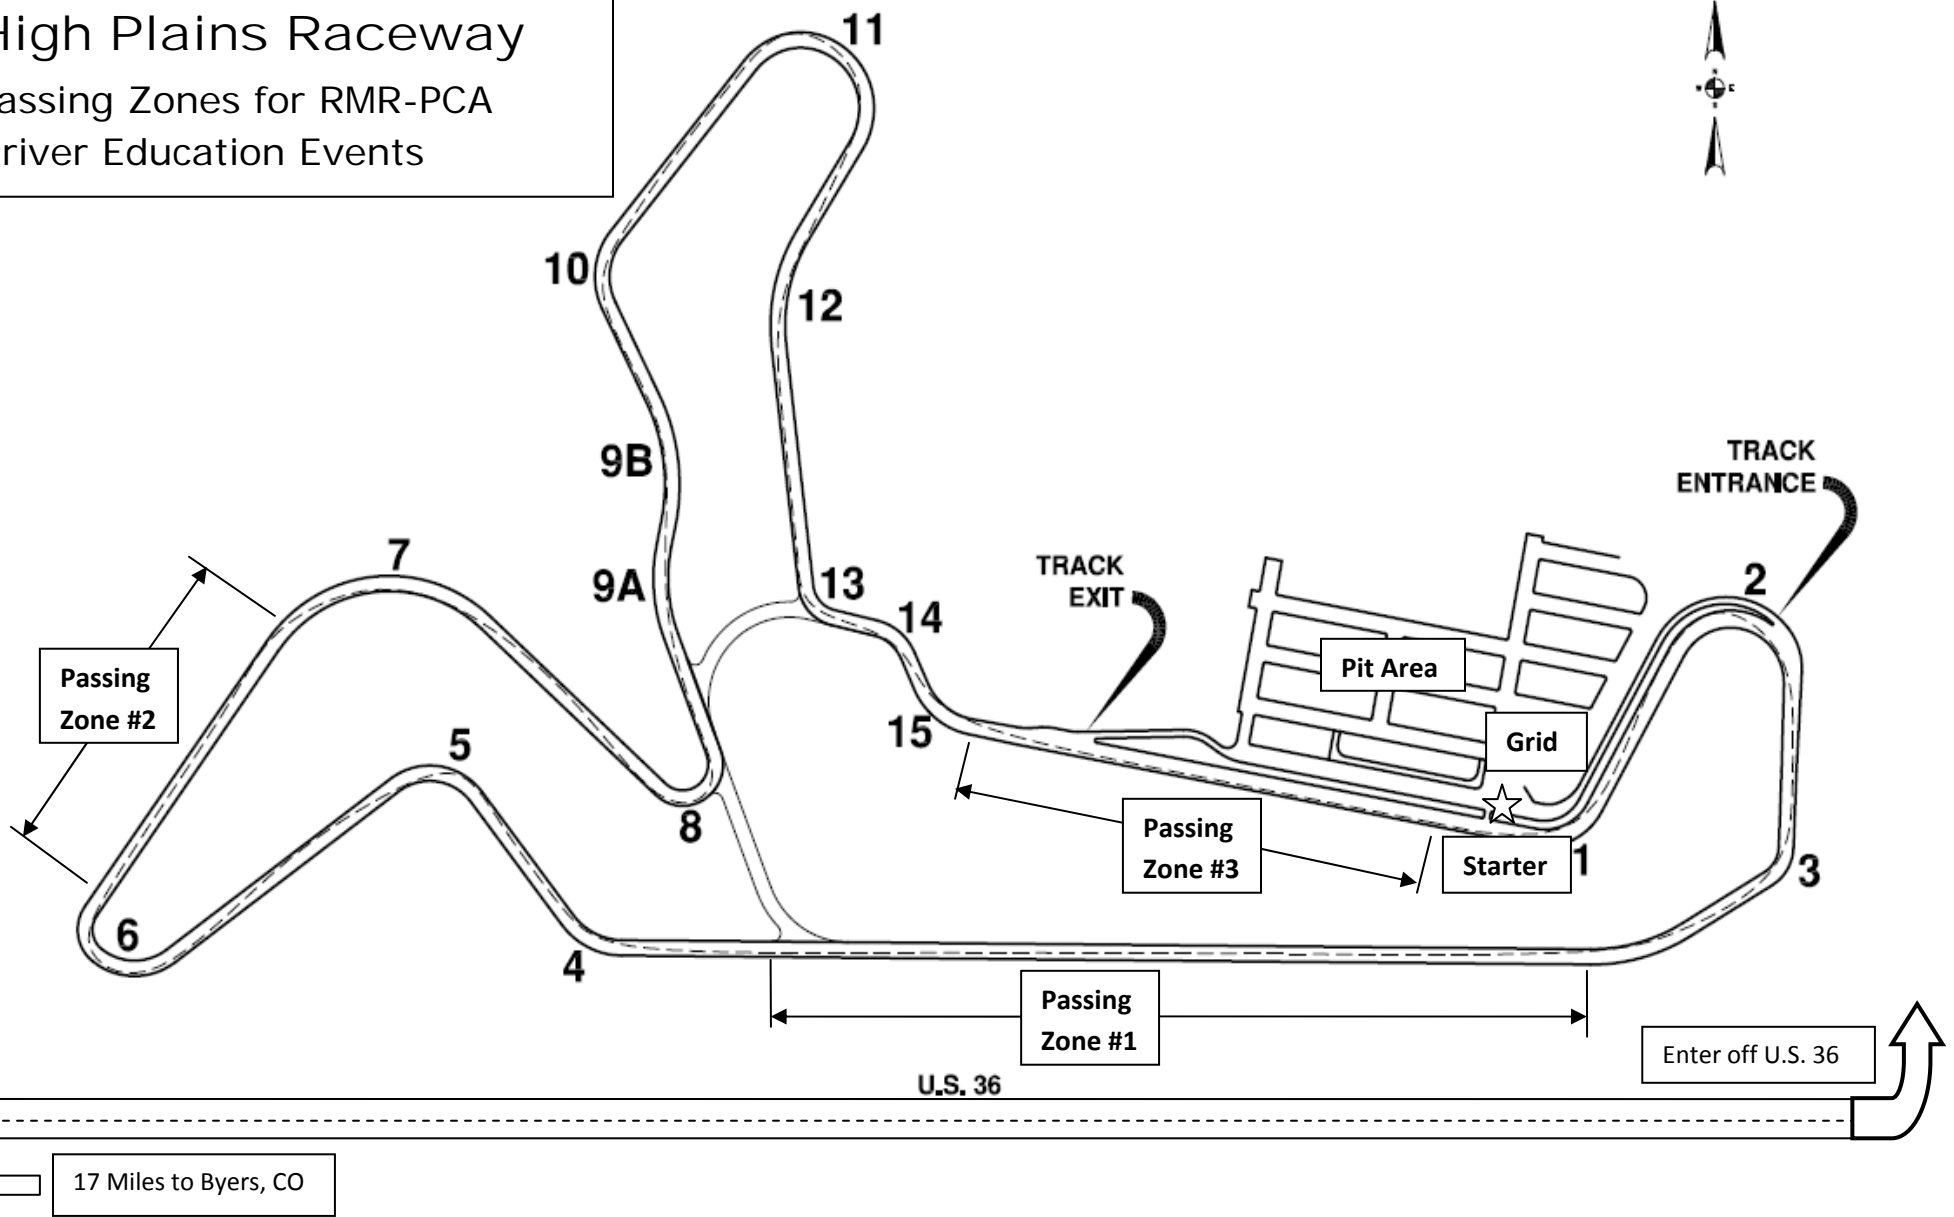 High Plains Raceway
assing Zones for RMR-PCA
river Education Events
11
10
12
9B
TRACK
ENTRANCE
7
9A
13
TRACK
EXIT
2
14
Pit Area
Passing
Zone #2
5
15
Grid
8
Passing
Zone #3
Starter
1
3
6
4
Passing
Zone #1
Enter off U.S. 36
U.S. 36
17 Miles to Byers, CO